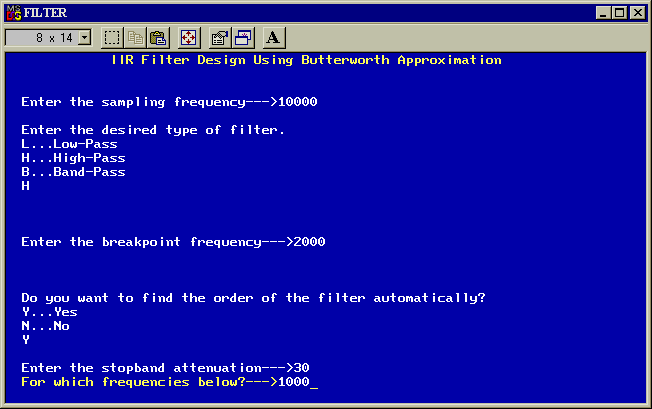 FILTER
8 x 14
A
IIR Filter Design Using Butterworth Approximation
Enter the sampling frequency--->10000
Enter the desired type of filter.
L...Low-Pass
H...High-Pass
B...Band-Pass
H
Enter the breakpoint frequency--->2000
Do you want to find the order of the filter automatically?
Y...Yes
N...No
Y
Enter the stopband attenuation--->30
For which frequencies below?--->1000_